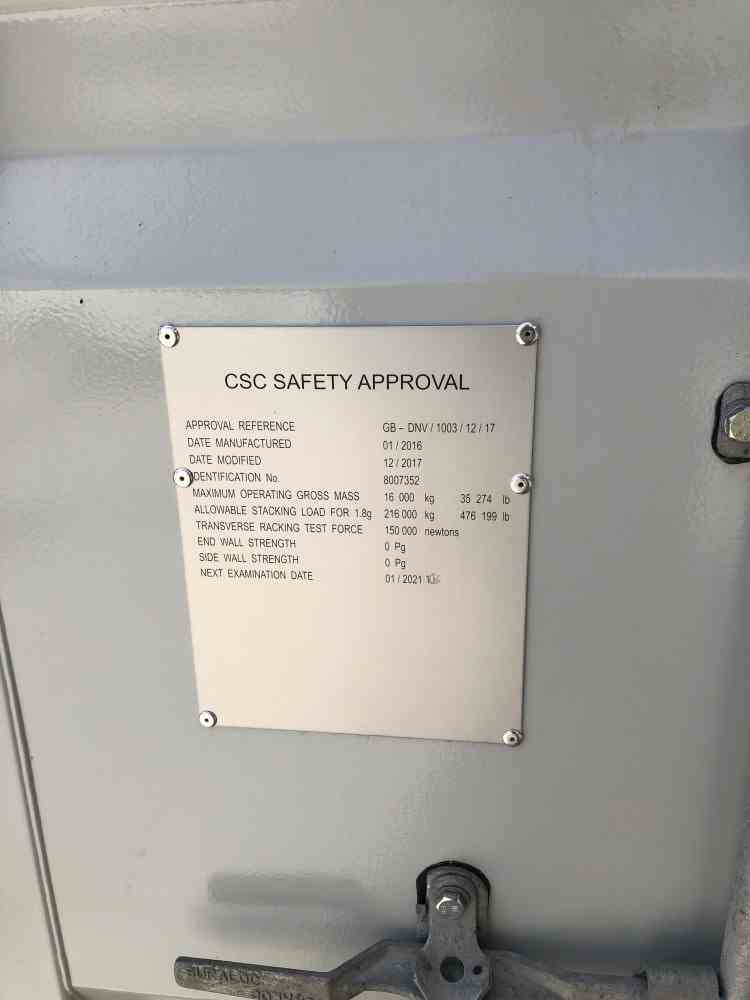 CSC SAFETY APPROVAL
APPROVAL REFERENCE GB - DNV / 1003 / 12 / 17
DATE MANUFACTURED 01 / 2016
DATE MODIFIED 12 / 2017
IDENTIFICATION No. 8007352
MAXIMUM OPERATING GROSS MASS 16 000 kg 35 274 lb
ALLOWABLE STACKING LOAD FOR 1.8g 216 000 kg 476 199 lb
TRANSVERSE RACKING TEST FORCE 150 000 newtons
END WALL STRENGTH 0 Pg
SIDE WALL STRENGTH 0 Pg
NEXT EXAMINATION DATE 01 / 2021